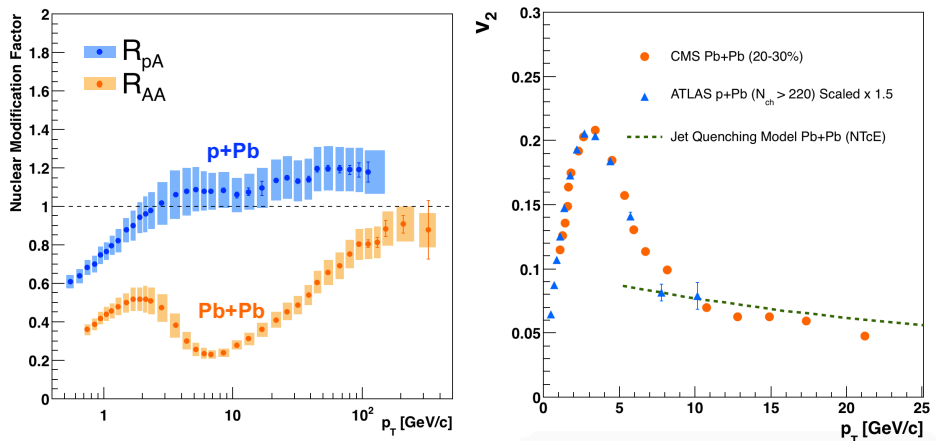 Nuclear Modification Factor
2
1.8
1.6
1.4
1.2
1
0.8
0.6
0.4
0.2
0
R_pA
R_AA
p+Pb
Pb+Pb
1
10
10²
p_T [GeV/c]
v₂
0.3
0.25
0.2
0.15
0.1
0.05
0
CMS Pb+Pb (20-30%)
ATLAS p+Pb (N_ch > 220) Scaled x 1.5
Jet Quenching Model Pb+Pb (NTcE)
0
5
10
15
20
25
p_T [GeV/c]